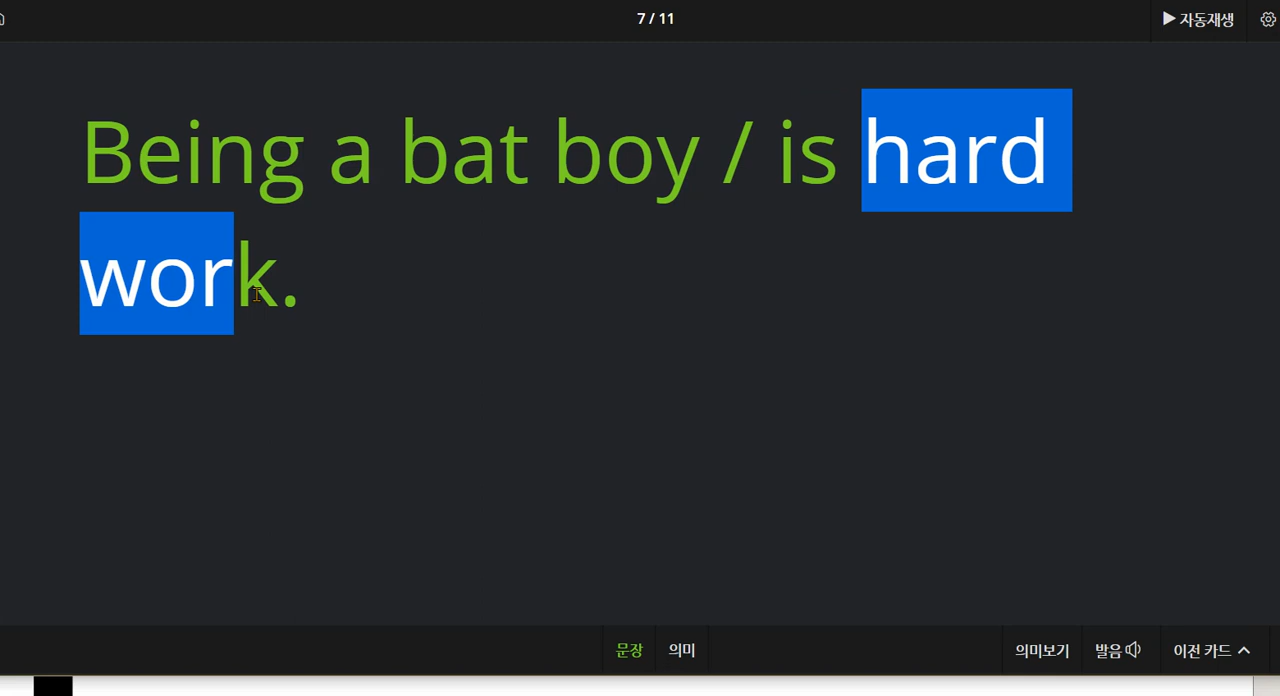 7 / 11
▶ 자동재생
Being a bat boy / is hard
work.
문장 의미
의미보기 발음 이전 카드